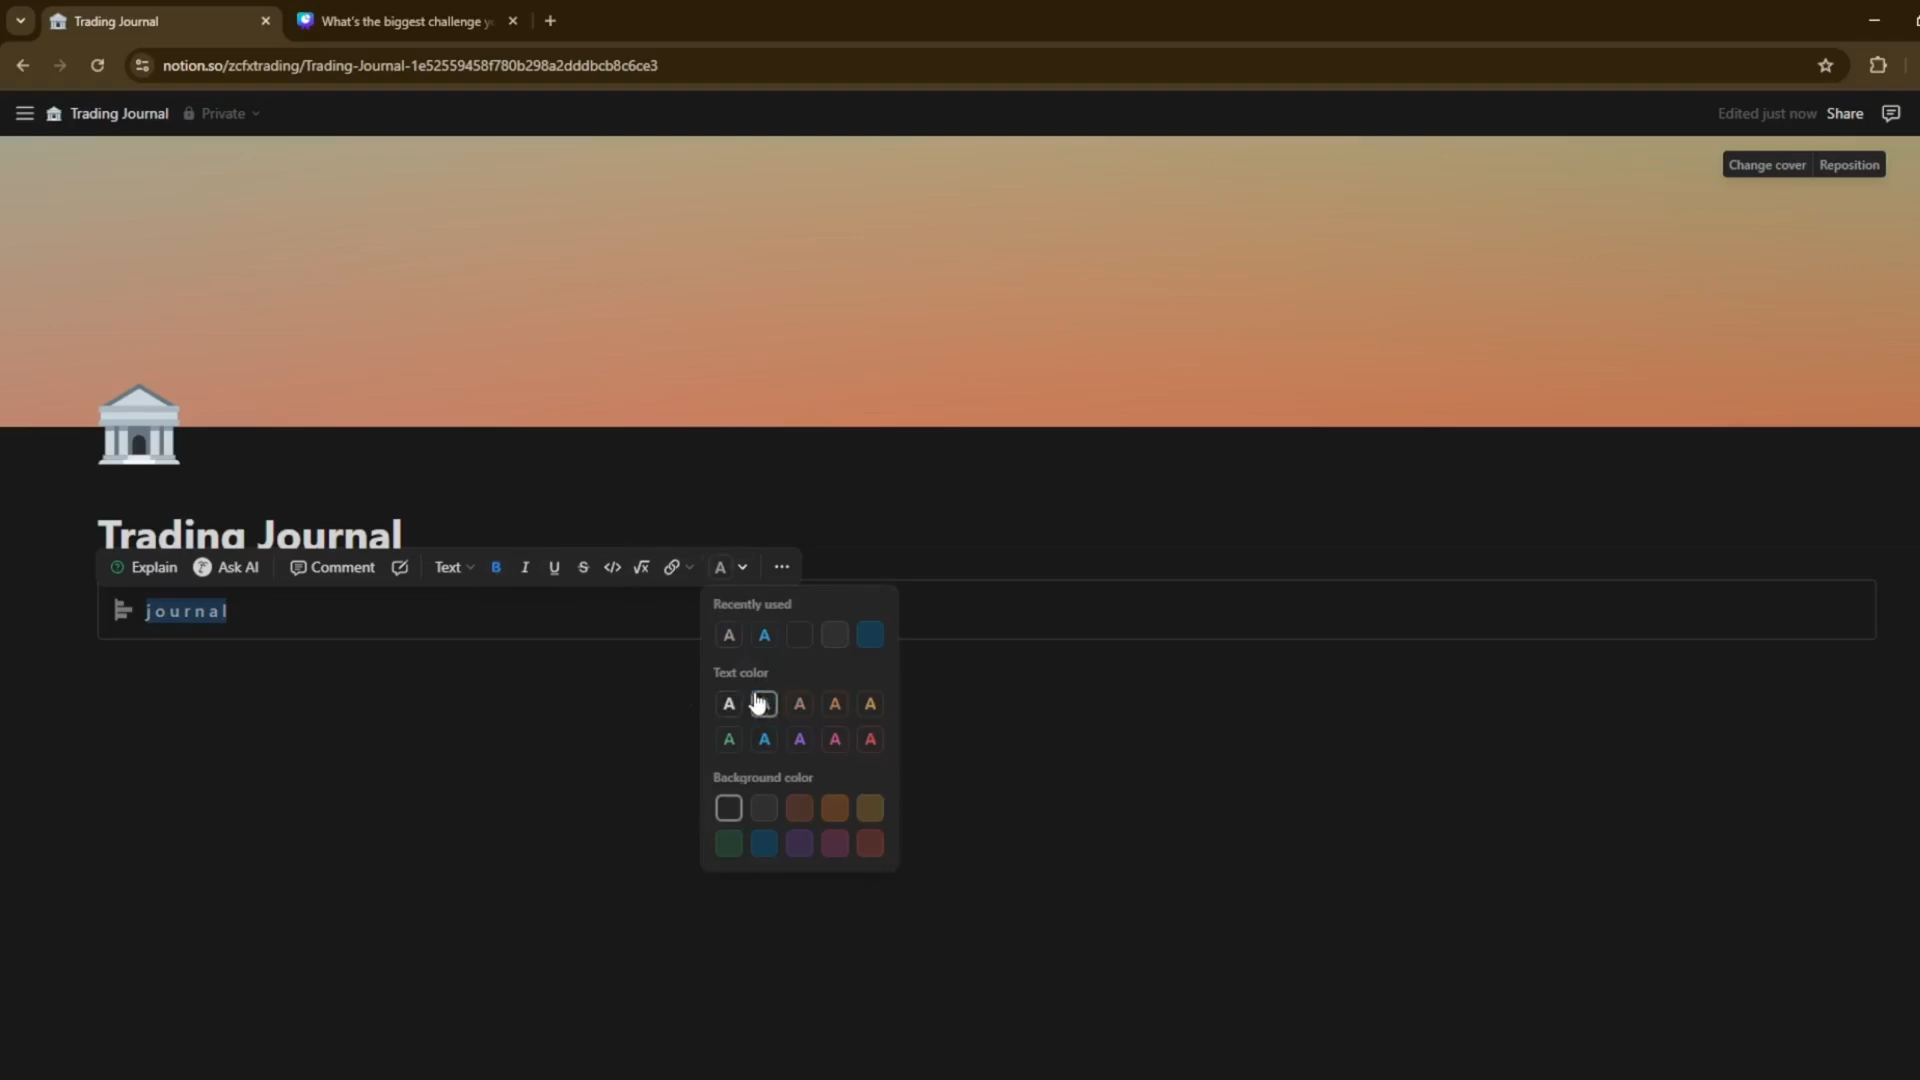 Trading Journal
What's the biggest challenge
notion.so/zcfxtrading/Trading-Journal-1e52559458f780b298a2dddbcb8c6ce3
Trading Journal Private
Edited just now Share
Change cover Reposition
Trading Journal
Explain Ask AI Comment Text B I U S </> √x A ...
journal
Recently used
A A
Text color
A A A A
A A A A A
Background color